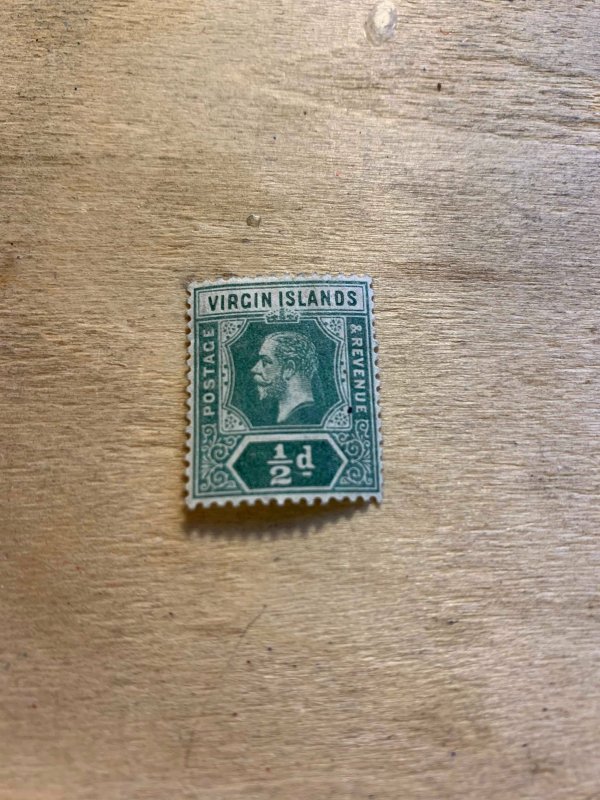 VIRGIN ISLANDS
POSTAGE
& REVENUE
½d